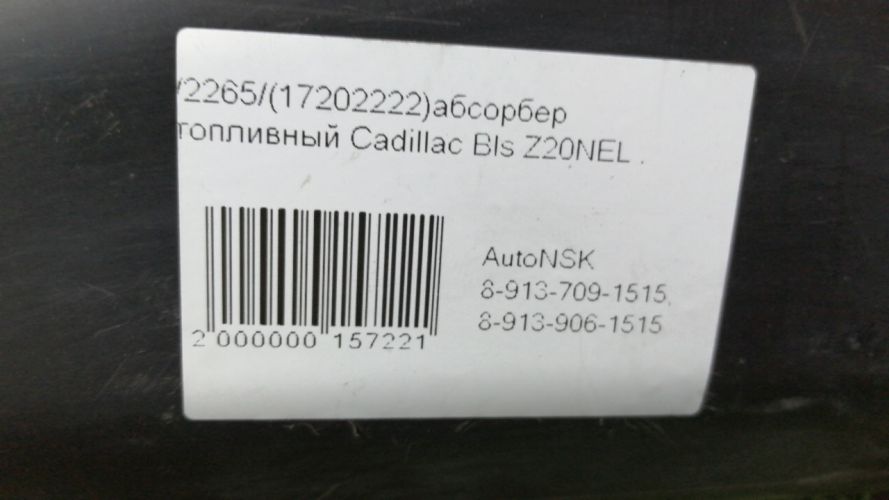 /2265/(17202222)абсорбер
топливный Cadillac Bls Z20NEL .
AutoNSK
8-913-709-1515,
8-913-906-1515
2 000000 157221